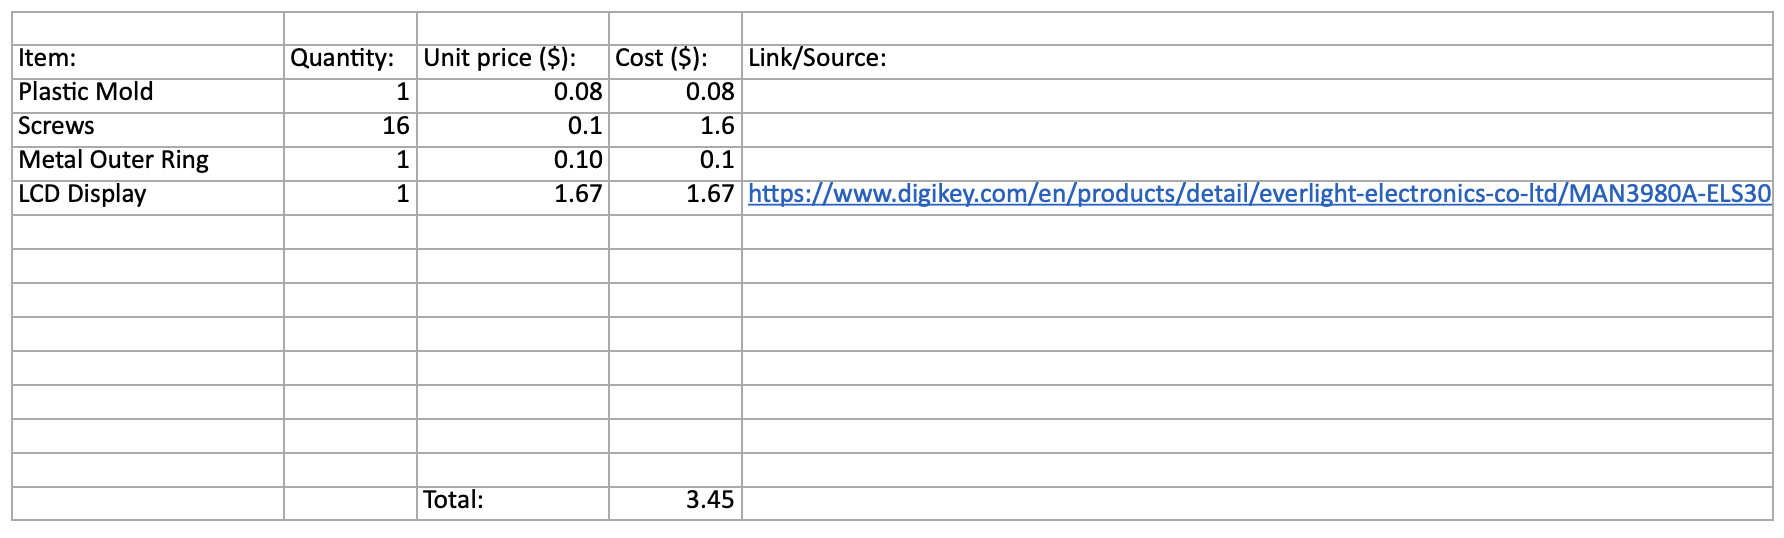 Item: Quantity: Unit price ($): Cost ($): Link/Source:
Plastic Mold 1 0.08 0.08
Screws 16 0.1 1.6
Metal Outer Ring 1 0.10 0.1
LCD Display 1 1.67 1.67 https://www.digikey.com/en/products/detail/everlight-electronics-co-ltd/MAN3980A-ELS30
Total: 3.45